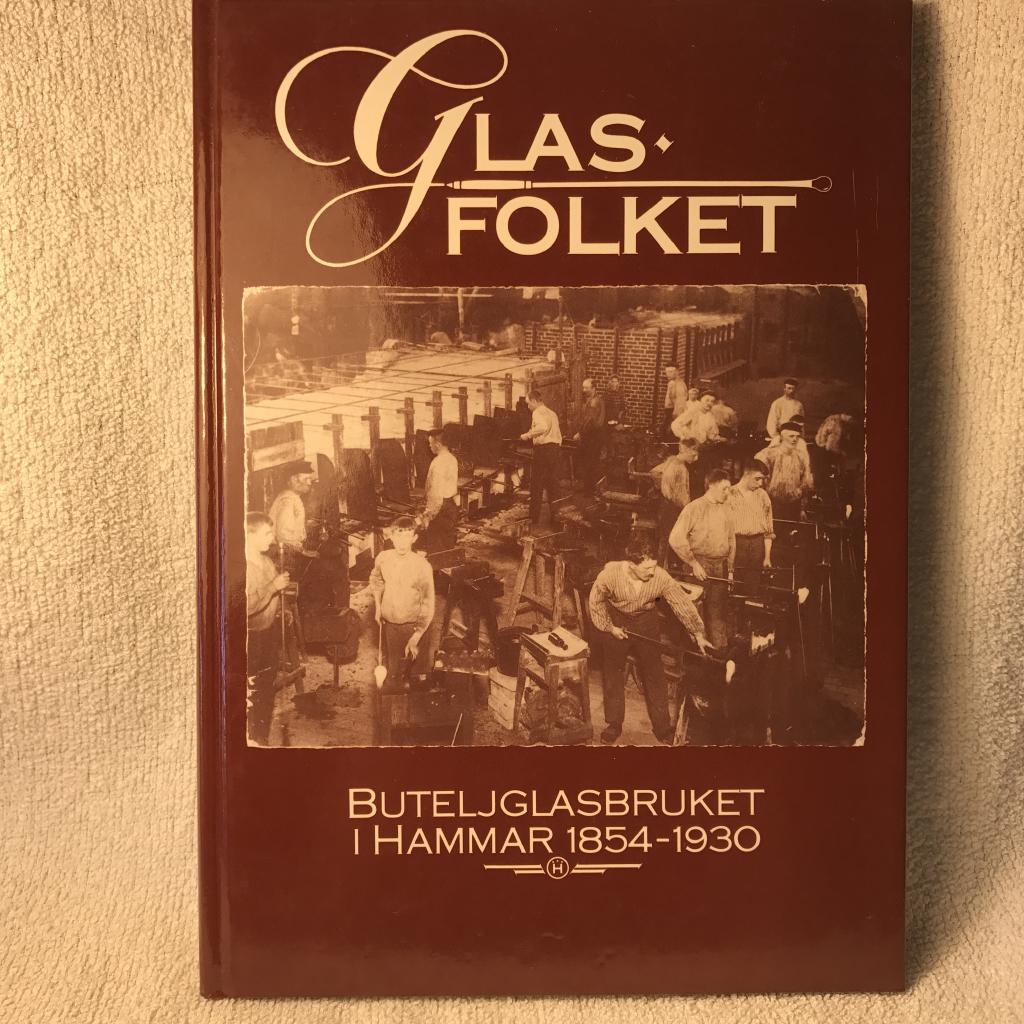 GLAS·
FOLKET
BUTELJGLASBRUKET
I HAMMAR 1854-1930
H